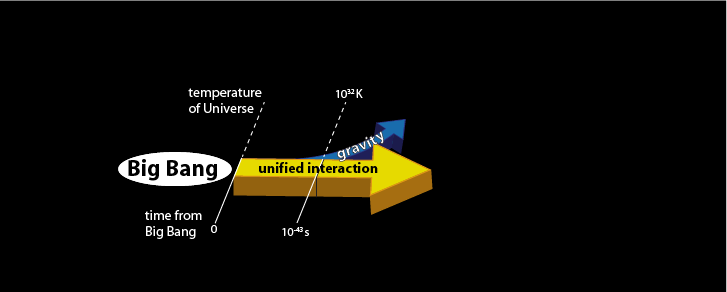 temperature
of Universe
10³²K
gravity
Big Bang
unified interaction
time from
Big Bang
0
10⁻⁴³s